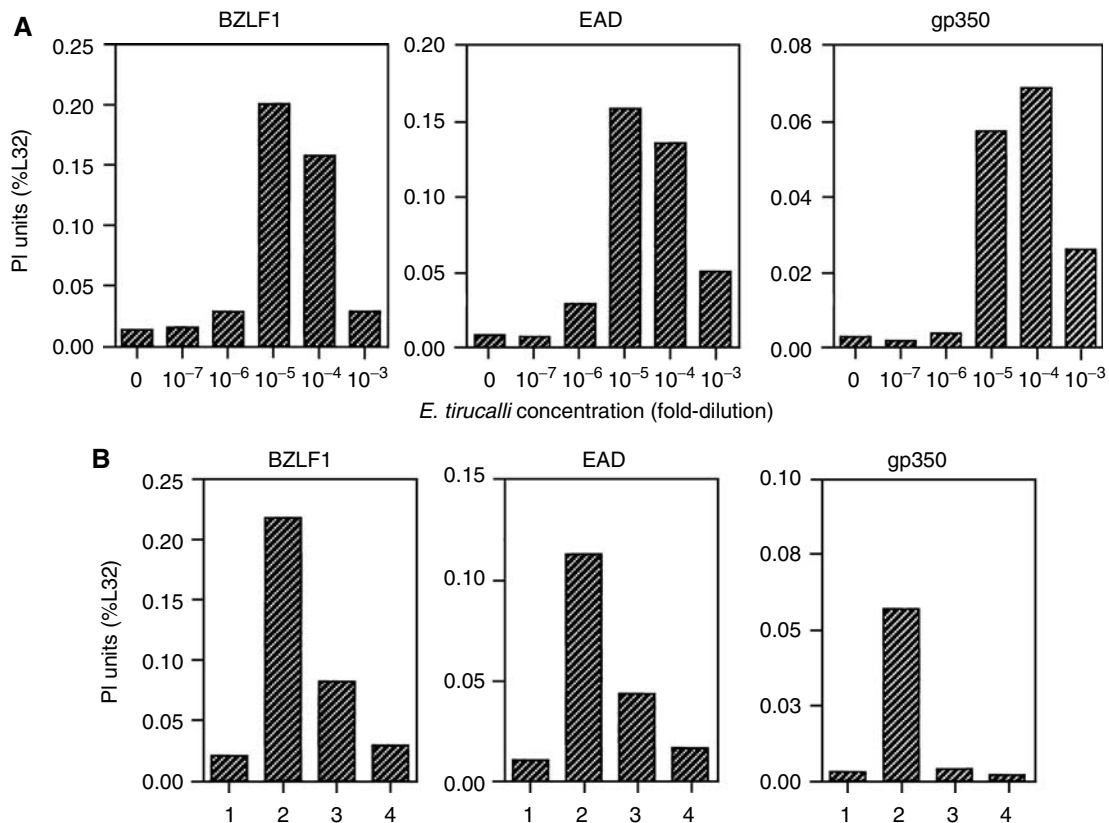 A
BZLF1 EAD gp350
PI units (%L32)
0.25
0.20
0.15
0.10
0.05
0.00
0 10⁻⁷ 10⁻⁶ 10⁻⁵ 10⁻⁴ 10⁻³
0.20
0.15
0.10
0.05
0.00
0 10⁻⁷ 10⁻⁶ 10⁻⁵ 10⁻⁴ 10⁻³
0.08
0.06
0.04
0.02
0.00
0 10⁻⁷ 10⁻⁶ 10⁻⁵ 10⁻⁴ 10⁻³
E. tirucalli concentration (fold-dilution)
B
BZLF1 EAD gp350
PI units (%L32)
0.25
0.20
0.15
0.10
0.05
0.00
1 2 3 4
0.15
0.10
0.05
0.00
1 2 3 4
0.10
0.08
0.05
0.03
0.00
1 2 3 4